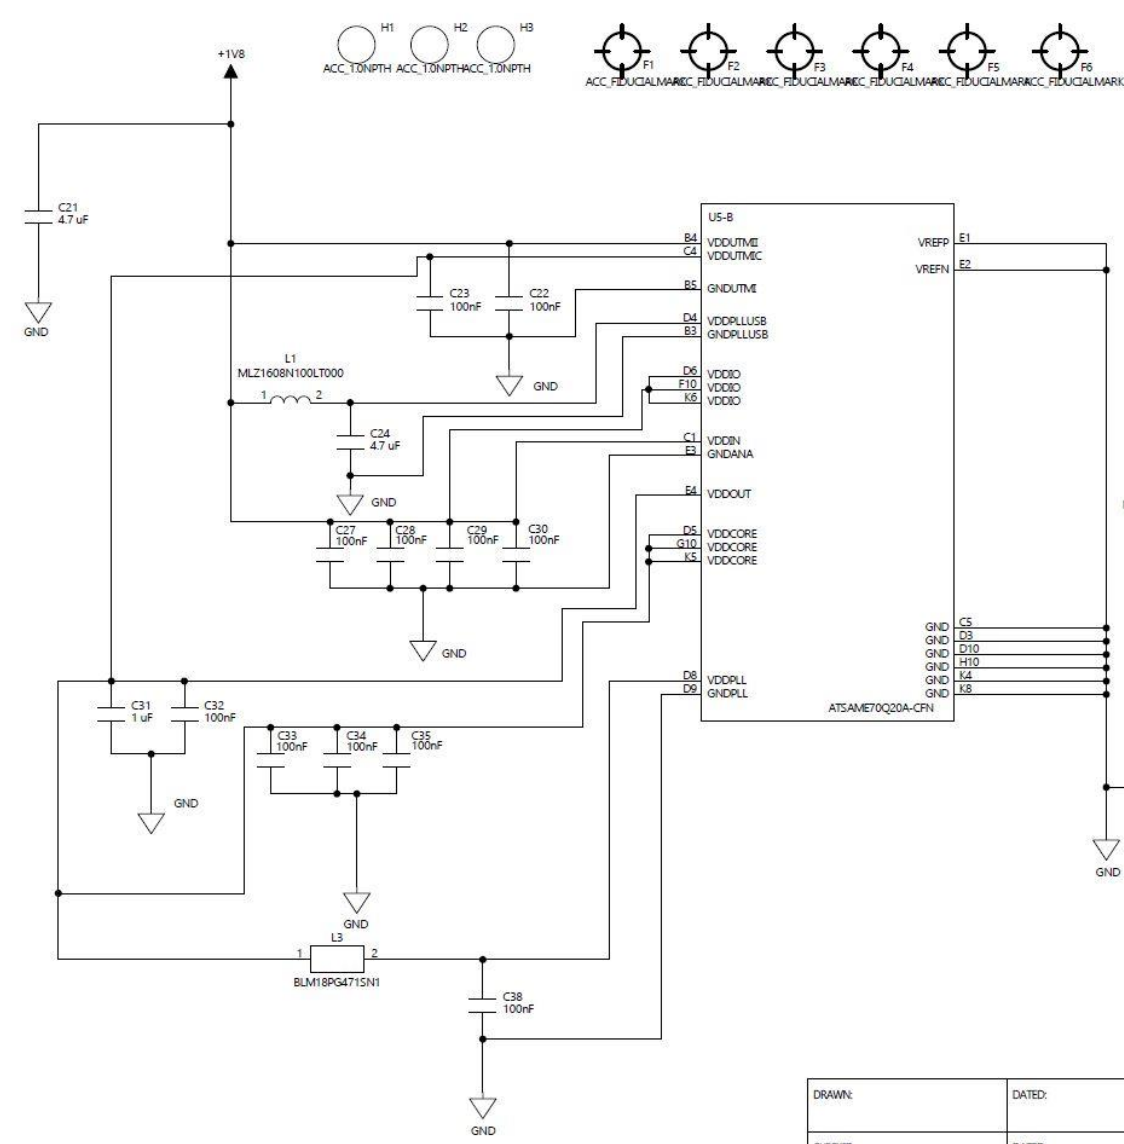 +1V8
H1
H2
H3
ACC_1.0NPTH
ACC_1.0NPTH
ACC_1.0NPTH
F1
F2
F3
F4
F5
F6
ACC_FIDUCIALMARK
ACC_FIDUCIALMARK
ACC_FIDUCIALMARK
ACC_FIDUCIALMARK
ACC_FIDUCIALMARK
ACC_FIDUCIALMARK
C21
4.7 uF
GND
U5-B
B4 VDDUTMII
C4 VDDUTMIC
B5 GNDUTMI
D4 VDDPLLUSB
B3 GNDPLLUSB
D6 VDDIO
F10 VDDIO
K6 VDDIO
C1 VDDIN
E3 GNDANA
E4 VDDOUT
D5 VDDCORE
G10 VDDCORE
K5 VDDCORE
D8 VDDPLL
D9 GNDPLL
VREFP E1
VREFN E2
GND C5
GND D3
GND D10
GND H10
GND K4
GND K8
ATSAME70Q20A-CFN
GND
C23
100nF
C22
100nF
GND
L1
MLZ1608N100LT000
1 2
C24
4.7 uF
GND
C27
100nF
C28
100nF
C29
100nF
C30
100nF
GND
C31
1 uF
C32
100nF
GND
C33
100nF
C34
100nF
C35
100nF
GND
L3
1 2
BLM18PG471SN1
C38
100nF
GND
DRAWN:
DATED: